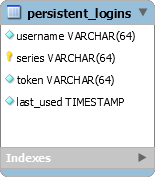 persistent_logins
username VARCHAR(64)
series VARCHAR(64)
token VARCHAR(64)
last_used TIMESTAMP
Indexes